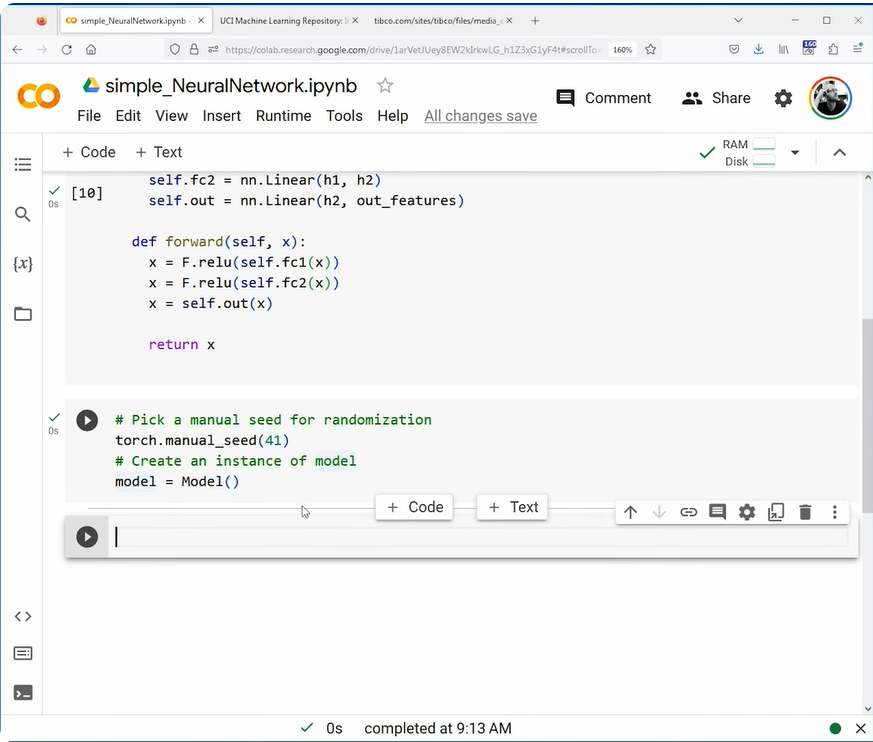 simple_NeuralNetwork.ipynb -
UCI Machine Learning Repository:
tibco.com/sites/tibco/files/media_
https://colab.research.google.com/drive/1arVetJUey8EW2kIrkwLG_h1Z3xG1yF4t#scrollTo=
160%
160
CO
simple_NeuralNetwork.ipynb
File Edit View Insert Runtime Tools Help All changes save
Comment
Share
+ Code + Text
RAM
Disk
{x}
[10]
0s
self.fc2 = nn.Linear(h1, h2)
self.out = nn.Linear(h2, out_features)
def forward(self, x):
x = F.relu(self.fc1(x))
x = F.relu(self.fc2(x))
x = self.out(x)
return x
0s
# Pick a manual seed for randomization
torch.manual_seed(41)
# Create an instance of model
model = Model()
+ Code
+ Text
0s completed at 9:13 AM